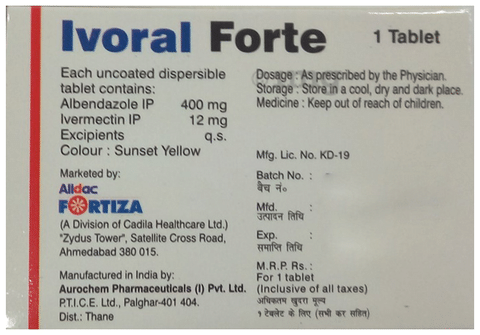 Ivoral Forte
1 Tablet
Each uncoated dispersible
tablet contains:
Albendazole IP 400 mg
Ivermectin IP 12 mg
Excipients q.s.
Colour : Sunset Yellow
Dosage : As prescribed by the Physician.
Storage : Store in a cool, dry and dark place.
Medicine : Keep out of reach of children.
Marketed by:
Alidac
FORTIZA
(A Division of Cadila Healthcare Ltd.)
"Zydus Tower", Satellite Cross Road,
Ahmedabad 380 015.
Manufactured in India by:
Aurochem Pharmaceuticals (I) Pvt. Ltd.
P.T.I.C.E. Ltd., Palghar-401 404.
Dist.: Thane
Mfg. Lic. No. KD-19
Batch No. :
बैच नं०
Mfd. :
उत्पादन तिथि
Exp. :
समाप्ति तिथि
M.R.P. Rs. :
For 1 tablet
(Inclusive of all taxes)
अधिकतम खुदरा मूल्य
१ टेबलेट के लिए (सभी कर सहित)